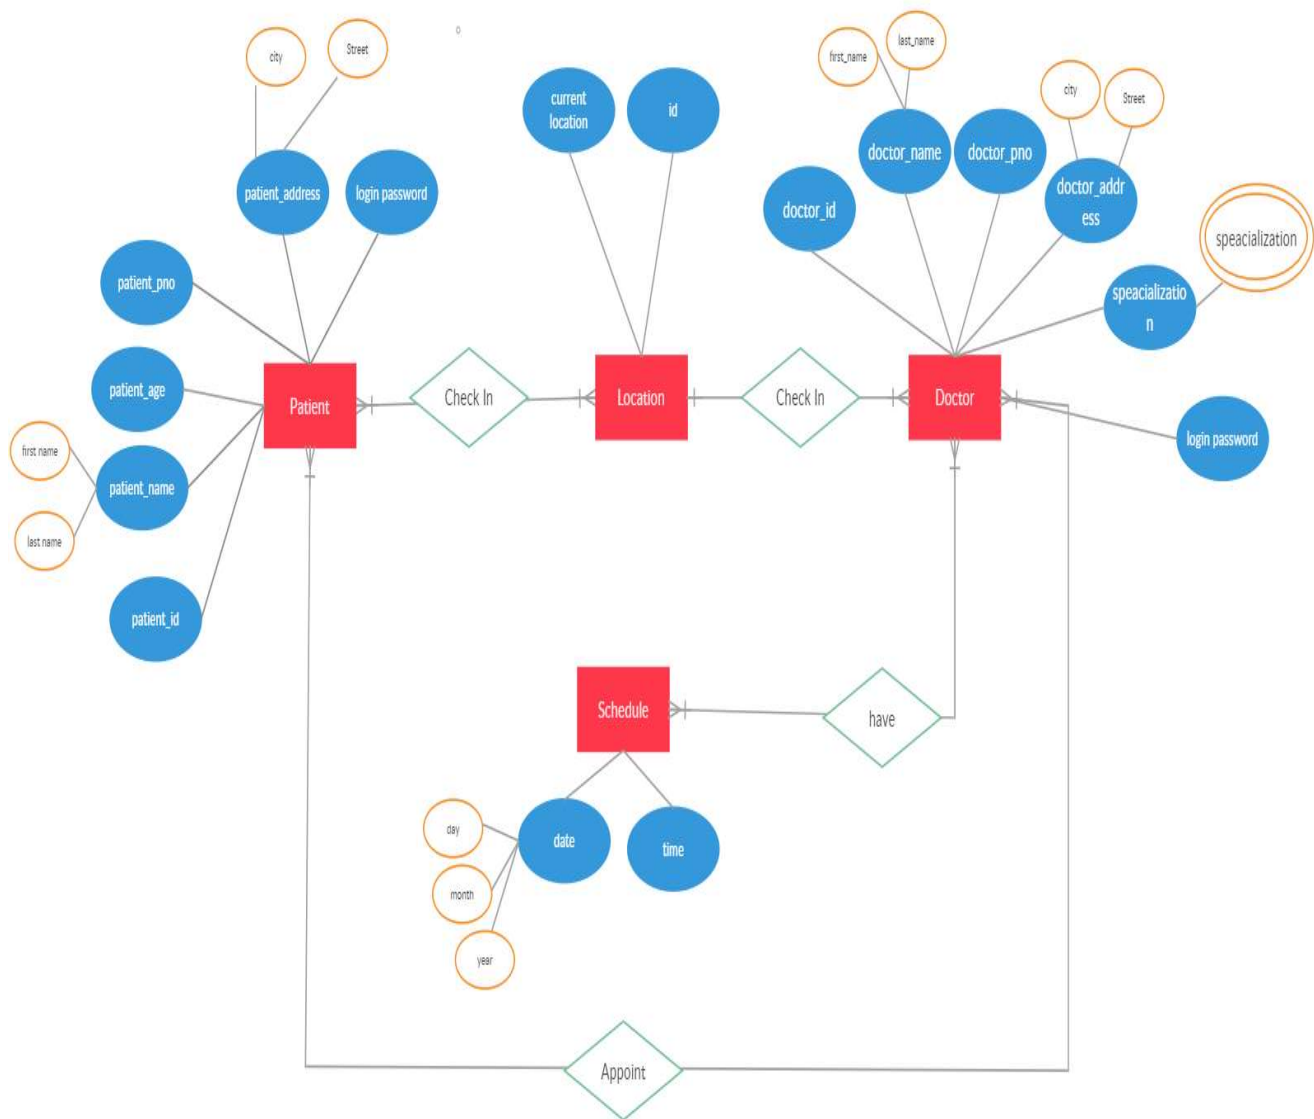 city
Street
first_name
last_name
city
Street
current
location
id
doctor_name
doctor_pno
patient_address
login password
doctor_id
doctor_addr
ess
speacialization
patient_pno
speacializatio
n
patient_age
Patient
Check In
Location
Check In
Doctor
login password
first name
patient_name
last name
patient_id
Schedule
have
day
date
time
month
year
Appoint